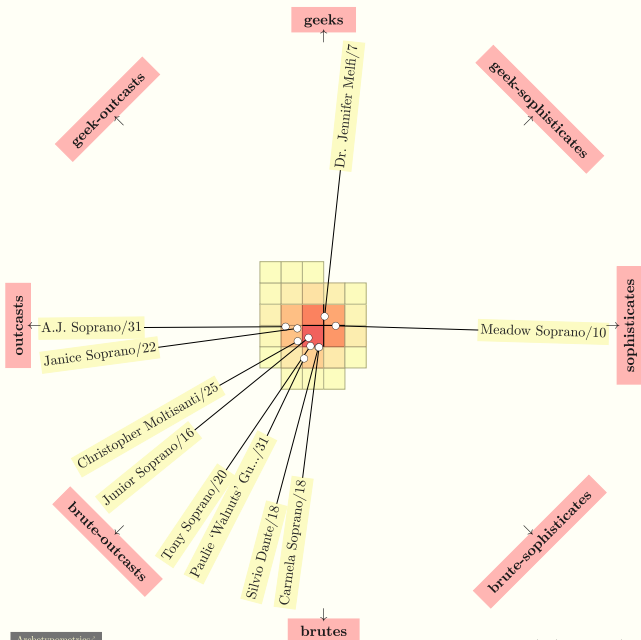 geeks
geek-outcasts
geek-sophisticates
Dr. Jennifer Melfi/7
outcasts
A.J. Soprano/31
Janice Soprano/22
Meadow Soprano/10
sophisticates
Christopher Moltisanti/25
Junior Soprano/16
Tony Soprano/20
Paulie ‘Walnuts’ Gu.../31
Silvio Dante/18
Carmela Soprano/18
brute-outcasts
brute-sophisticates
brutes